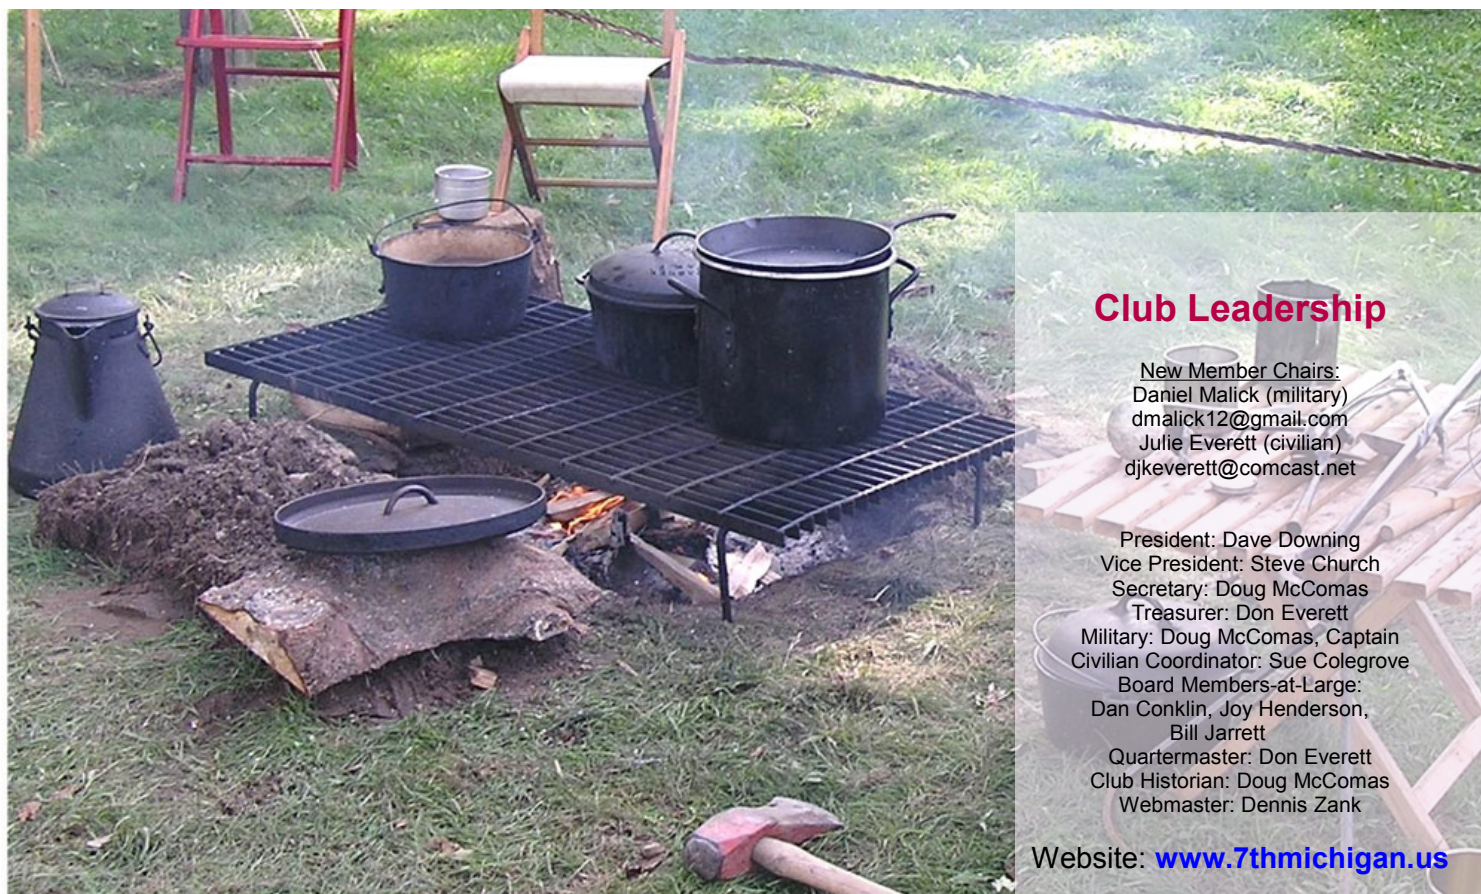 Club Leadership
New Member Chairs:
Daniel Malick (military)
dmalick12@gmail.com
Julie Everett (civilian)
djkeverett@comcast.net
President: Dave Downing
Vice President: Steve Church
Secretary: Doug McComas
Treasurer: Don Everett
Military: Doug McComas, Captain
Civilian Coordinator: Sue Colegrove
Board Members-at-Large:
Dan Conklin, Joy Henderson,
Bill Jarrett
Quartermaster: Don Everett
Club Historian: Doug McComas
Webmaster: Dennis Zank
Website: www.7thmichigan.us